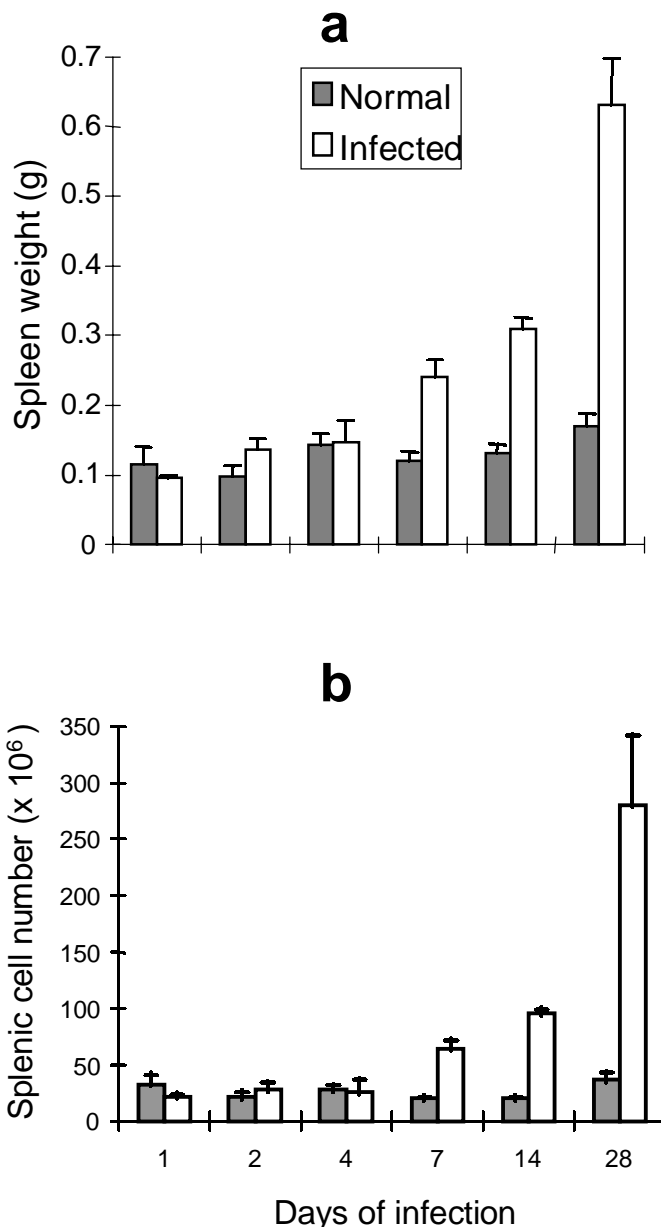 a
Spleen weight (g)
0.7
0.6
0.5
0.4
0.3
0.2
0.1
0
Normal
Infected
b
Splenic cell number (x 10⁶ )
350
300
250
200
150
100
50
0
1 2 4 7 14 28
Days of infection